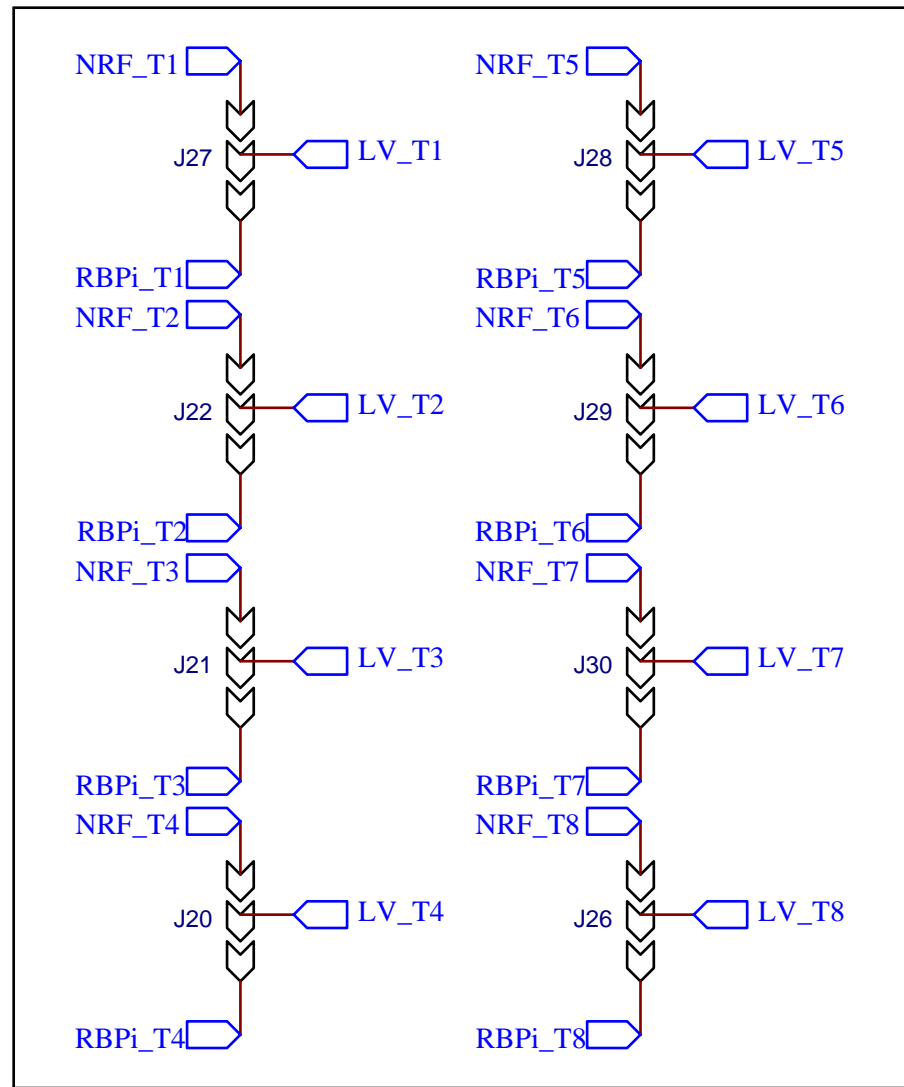 NRF_T1
J27
LV_T1
RBPi_T1
NRF_T2
J22
LV_T2
RBPi_T2
NRF_T3
J21
LV_T3
RBPi_T3
NRF_T4
J20
LV_T4
RBPi_T4
NRF_T5
J28
LV_T5
RBPi_T5
NRF_T6
J29
LV_T6
RBPi_T6
NRF_T7
J30
LV_T7
RBPi_T7
NRF_T8
J26
LV_T8
RBPi_T8